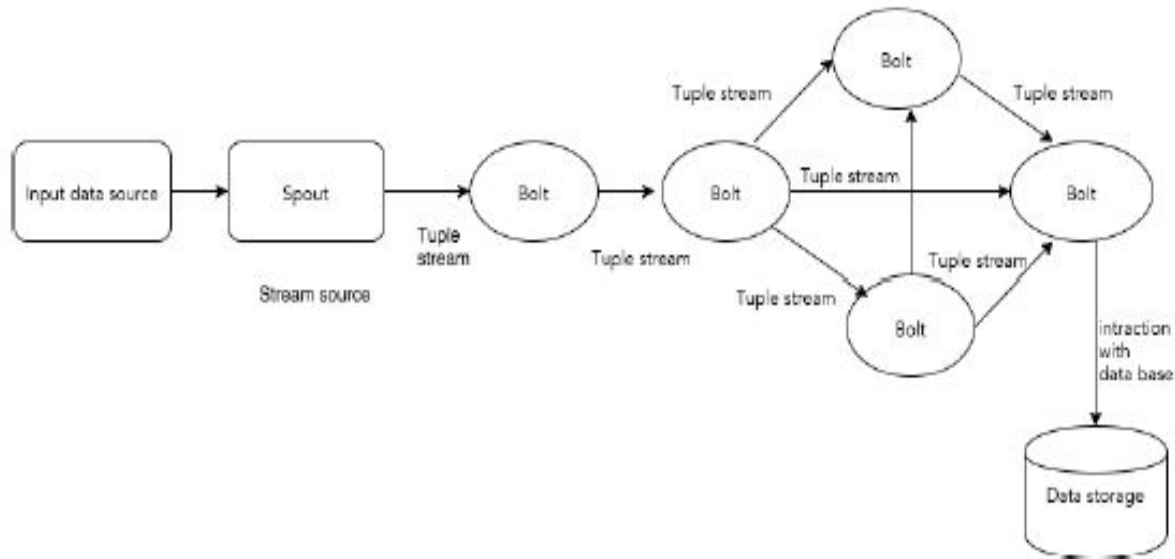 Bolt
Tuple stream
Tuple stream
Input data source
Spout
Bolt
Bolt
Tuple stream
Bolt
Tuple
stream
Tuple stream
Tuple stream
Stream source
Tuple stream
Bolt
intraction
with
data base
Data storage